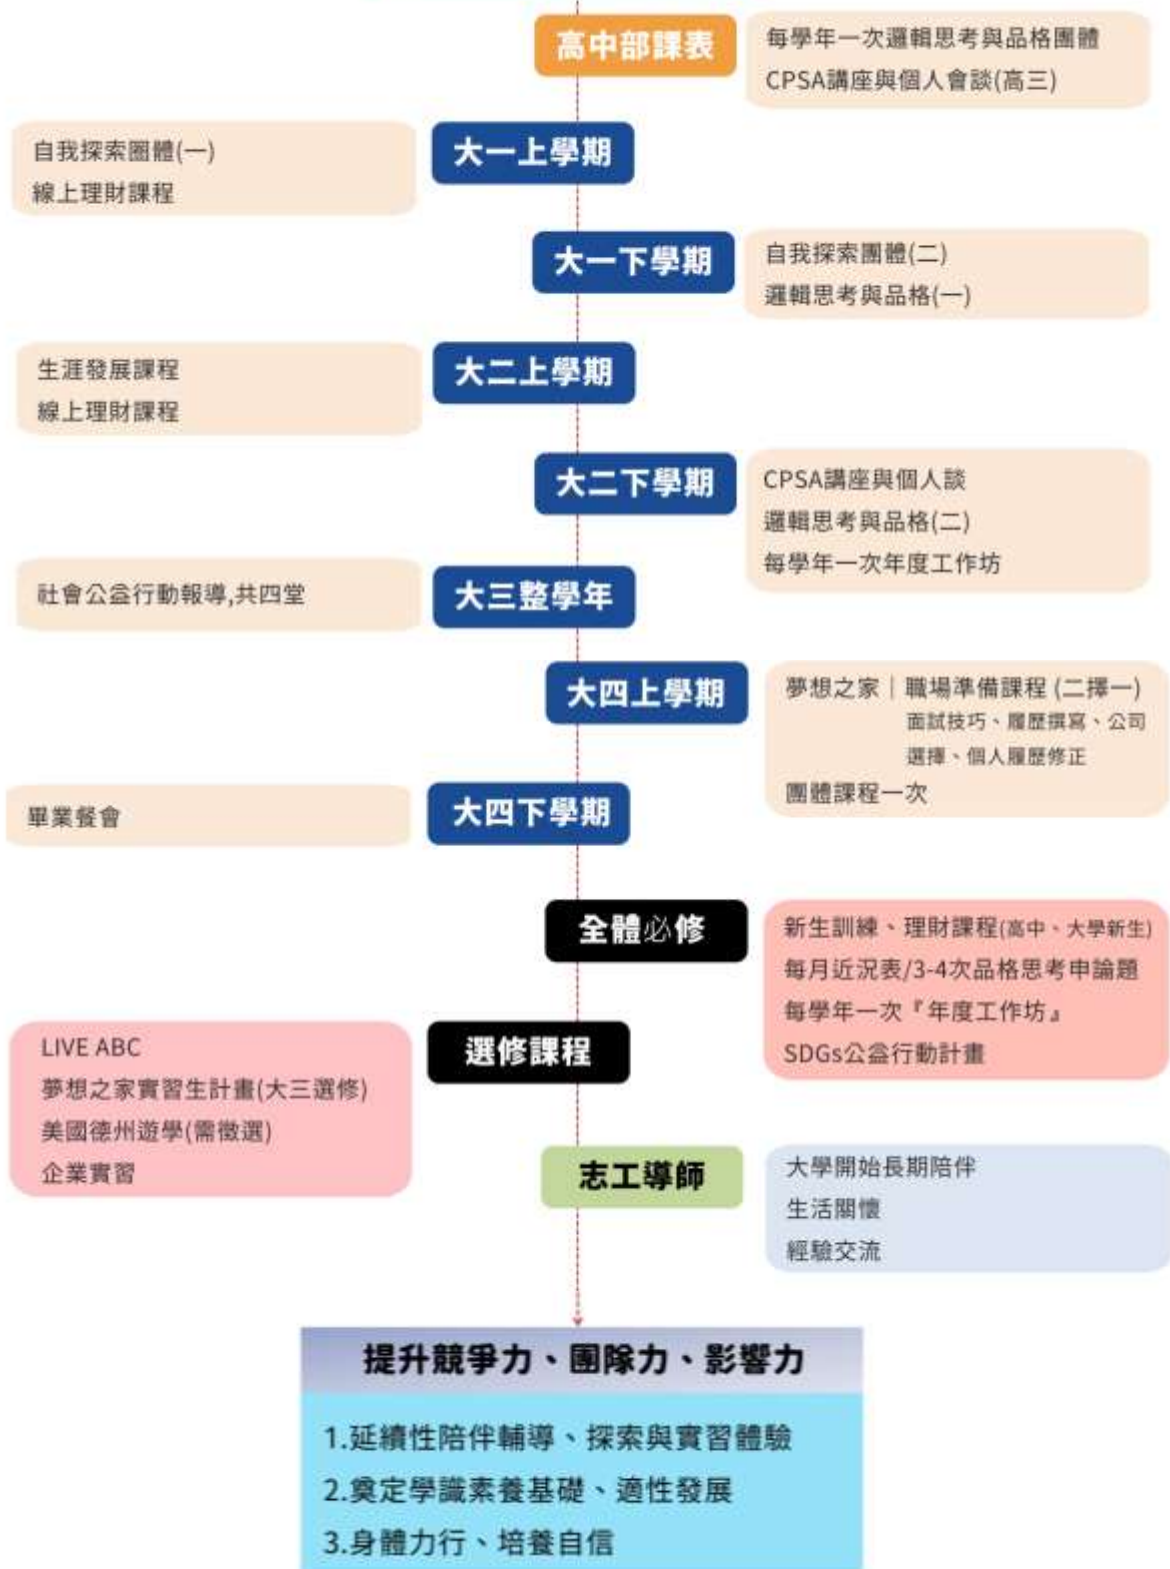 高中部課表
每學年一次邏輯思考與品格團體
CPSA講座與個人會談(高三)
大一上學期
自我探索圈體(一)
線上理財課程
大一下學期
自我探索團體(二)
邏輯思考與品格(一)
大二上學期
生涯發展課程
線上理財課程
大二下學期
CPSA講座與個人談
邏輯思考與品格(二)
每學年一次年度工作坊
大三整學年
社會公益行動報導,共四堂
大四上學期
夢想之家｜職場準備課程 (二擇一)
面試技巧、履歷撰寫、公司
選擇、個人履歷修正
團體課程一次
大四下學期
畢業餐會
全體必修
新生訓練、理財課程(高中、大學新生)
每月近況表/3-4次品格思考申論題
每學年一次『年度工作坊』
SDGs公益行動計畫
選修課程
LIVE ABC
夢想之家實習生計畫(大三選修)
美國德州遊學(需徵選)
企業實習
志工導師
大學開始長期陪伴
生活關懷
經驗交流
提升競爭力、團隊力、影響力
1.延續性陪伴輔導、探索與實習體驗
2.奠定學識素養基礎、適性發展
3.身體力行、培養自信